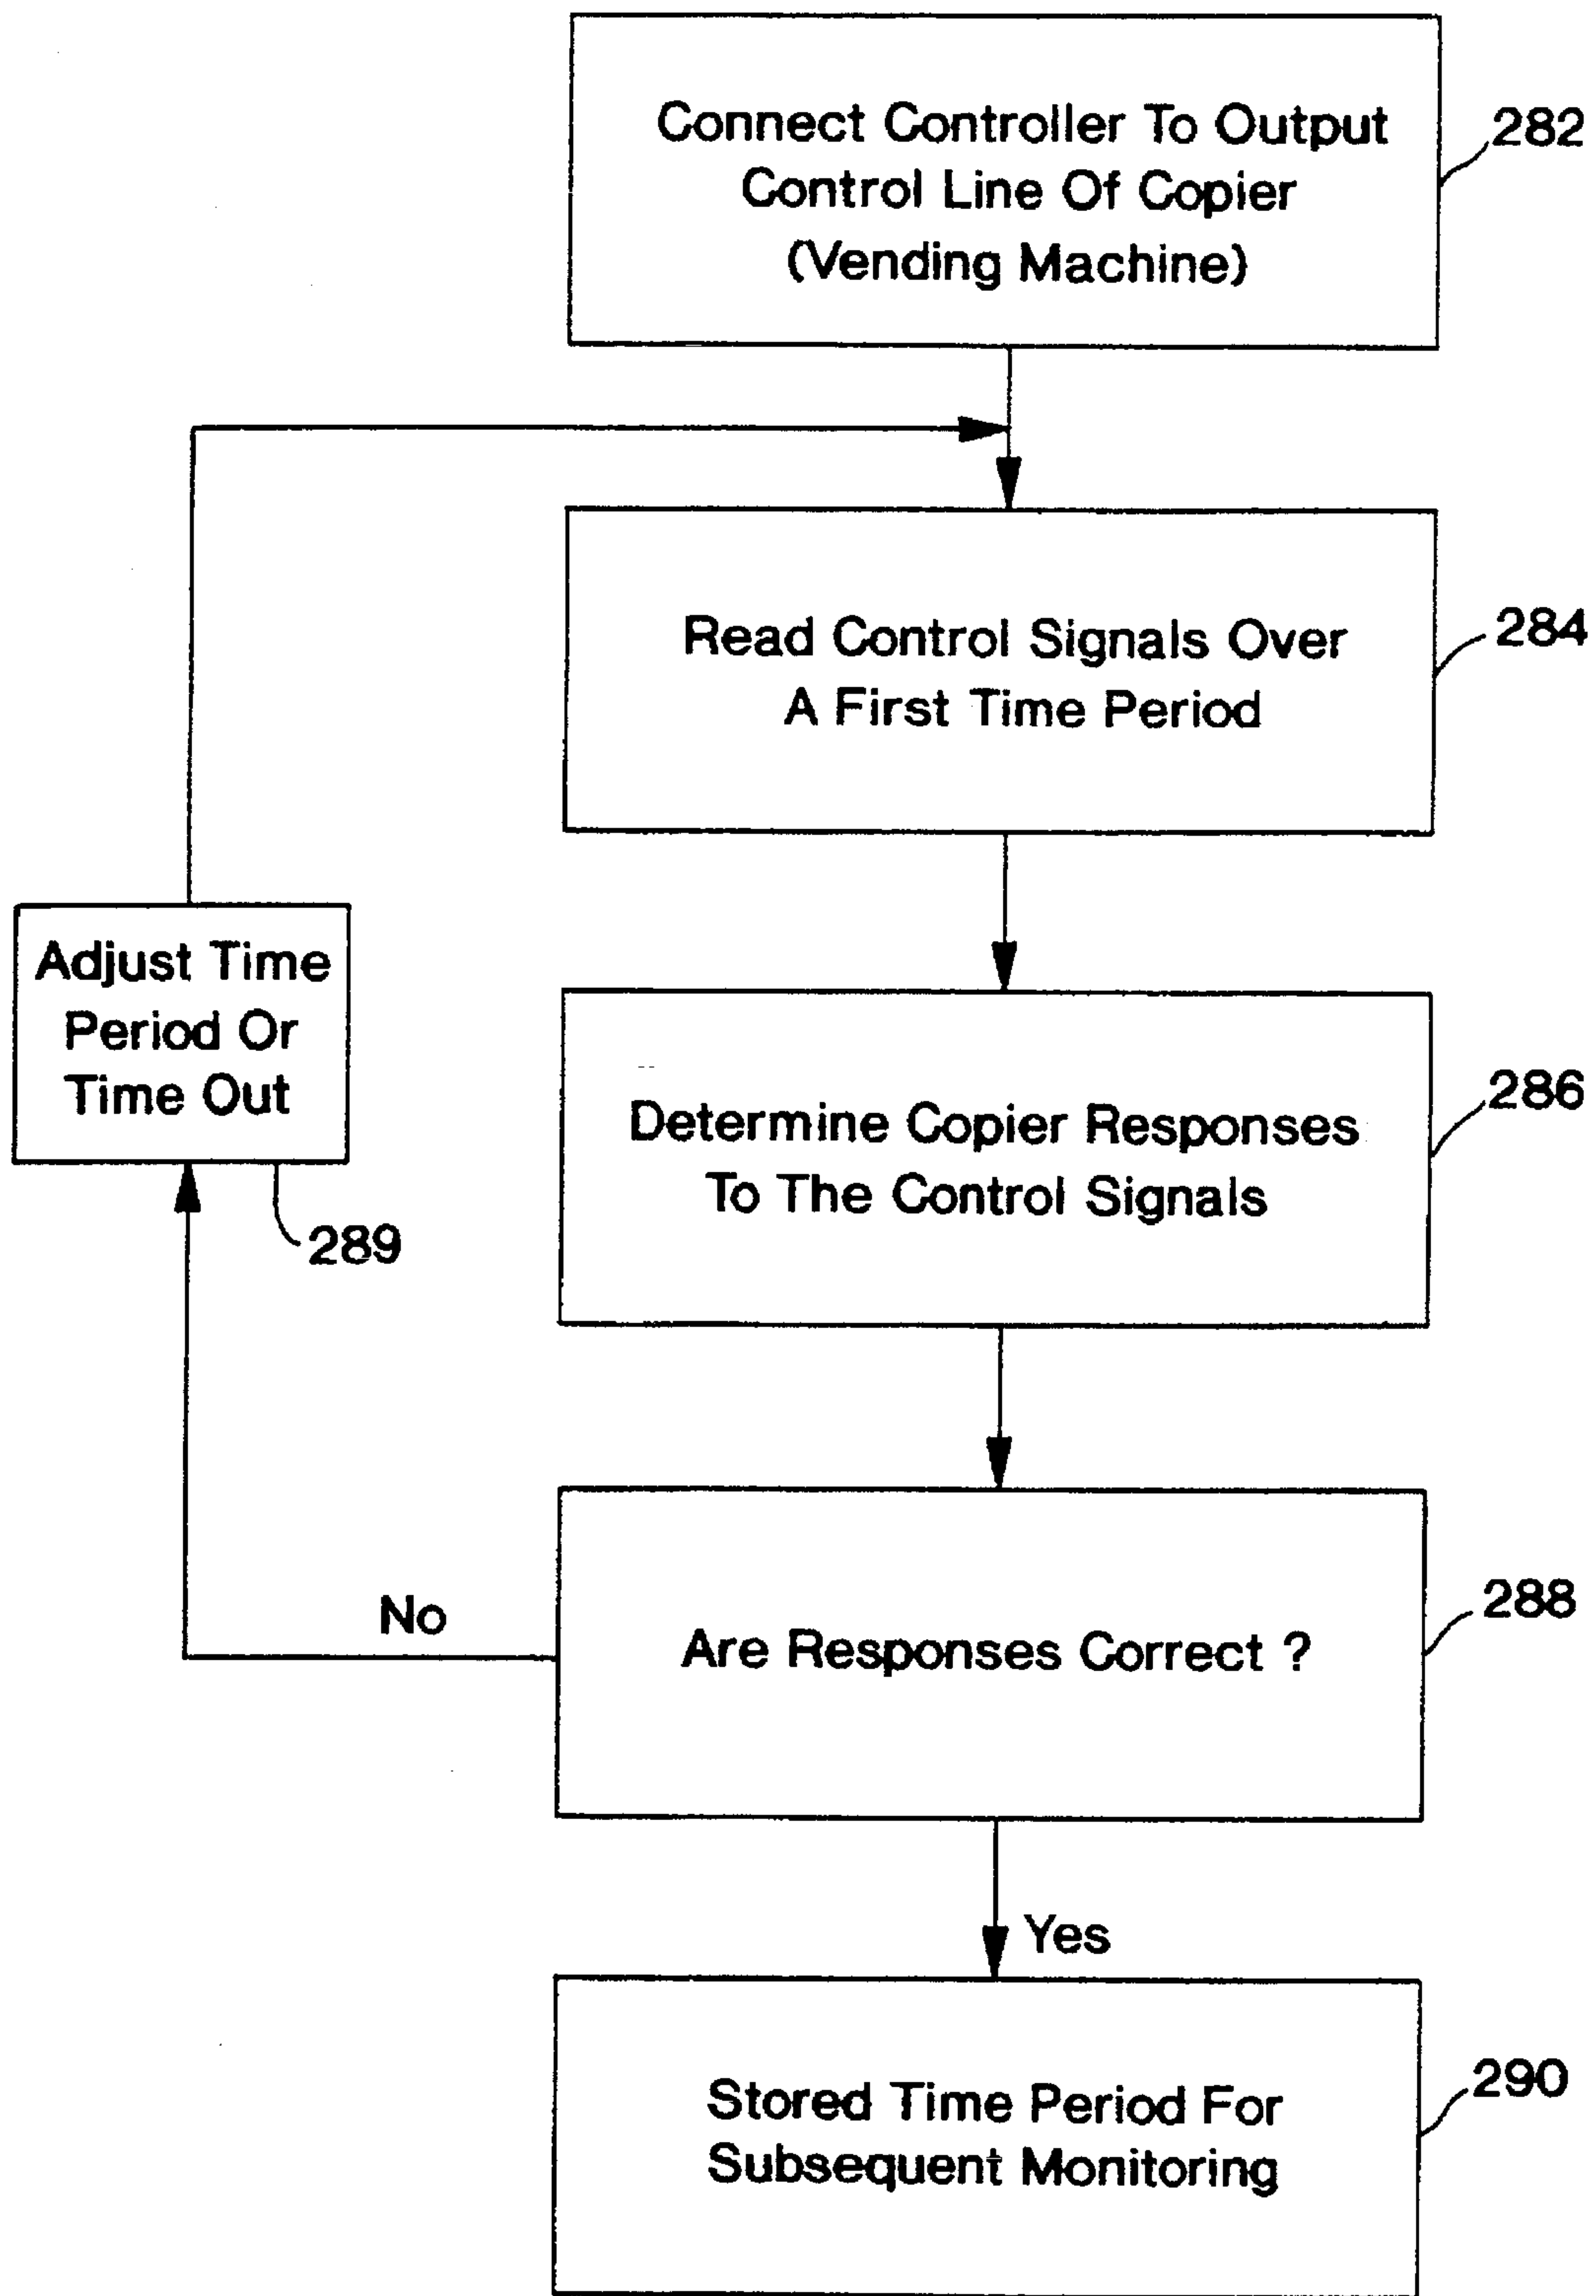 Connect Controller To Output
Control Line Of Copier
(Vending Machine)
282
Read Control Signals Over
A First Time Period
284
Adjust Time
Period Or
Time Out
289
Determine Copier Responses
To The Control Signals
286
No
Are Responses Correct ?
288
Yes
Stored Time Period For
Subsequent Monitoring
290